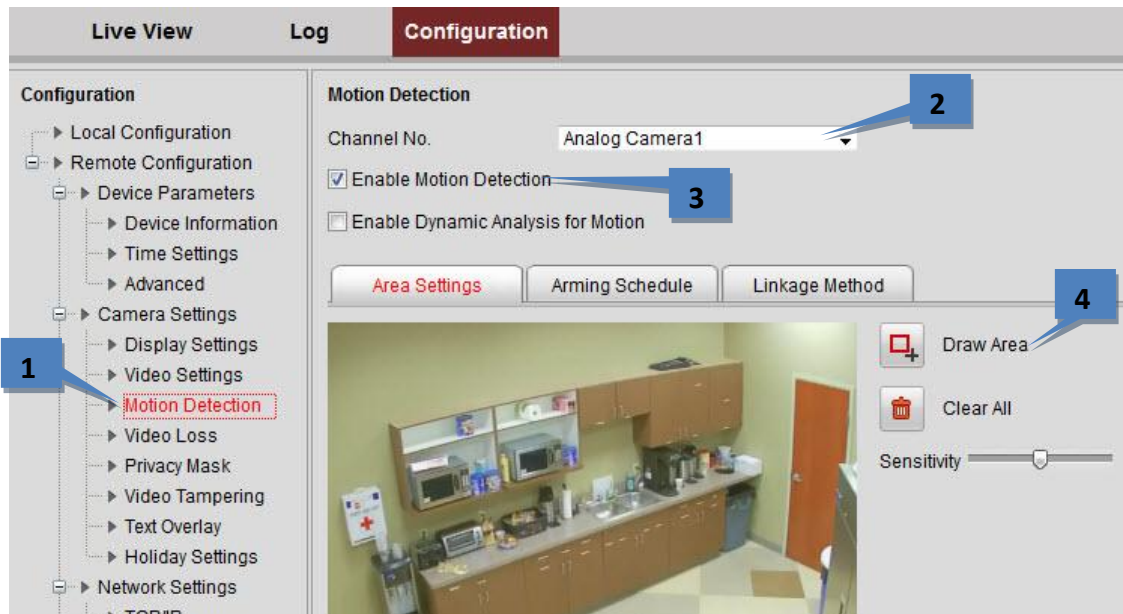 Live View Log Configuration
Configuration
Local Configuration
Remote Configuration
Device Parameters
Device Information
Time Settings
Advanced
Camera Settings
Display Settings
Video Settings
Motion Detection
Video Loss
Privacy Mask
Video Tampering
Text Overlay
Holiday Settings
Network Settings
TCP/IP
1
Motion Detection
Channel No. Analog Camera1
2
Enable Motion Detection
3
Enable Dynamic Analysis for Motion
Area Settings Arming Schedule Linkage Method
Draw Area
4
Clear All
Sensitivity